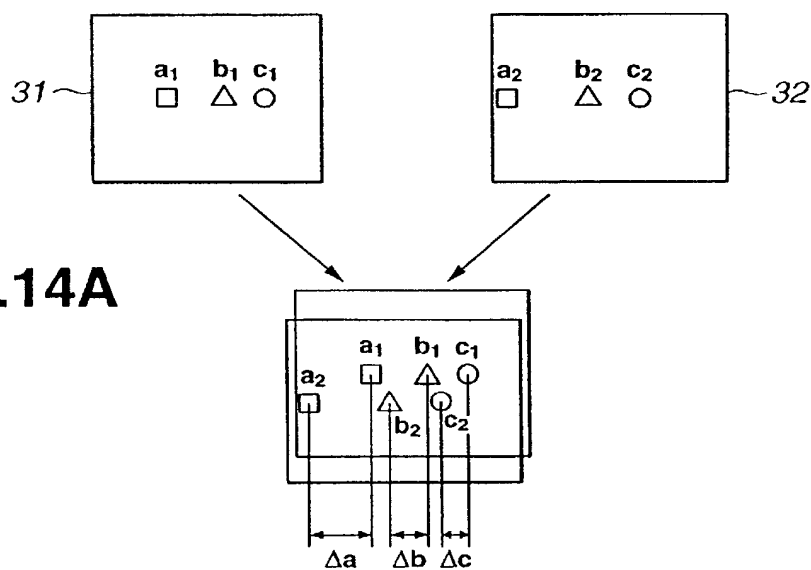 a₁ b₁ c₁
31
a₂ b₂ c₂
32
.14A
a₁ b₁ c₁
a₂
b₂ c₂
Δa Δb Δc